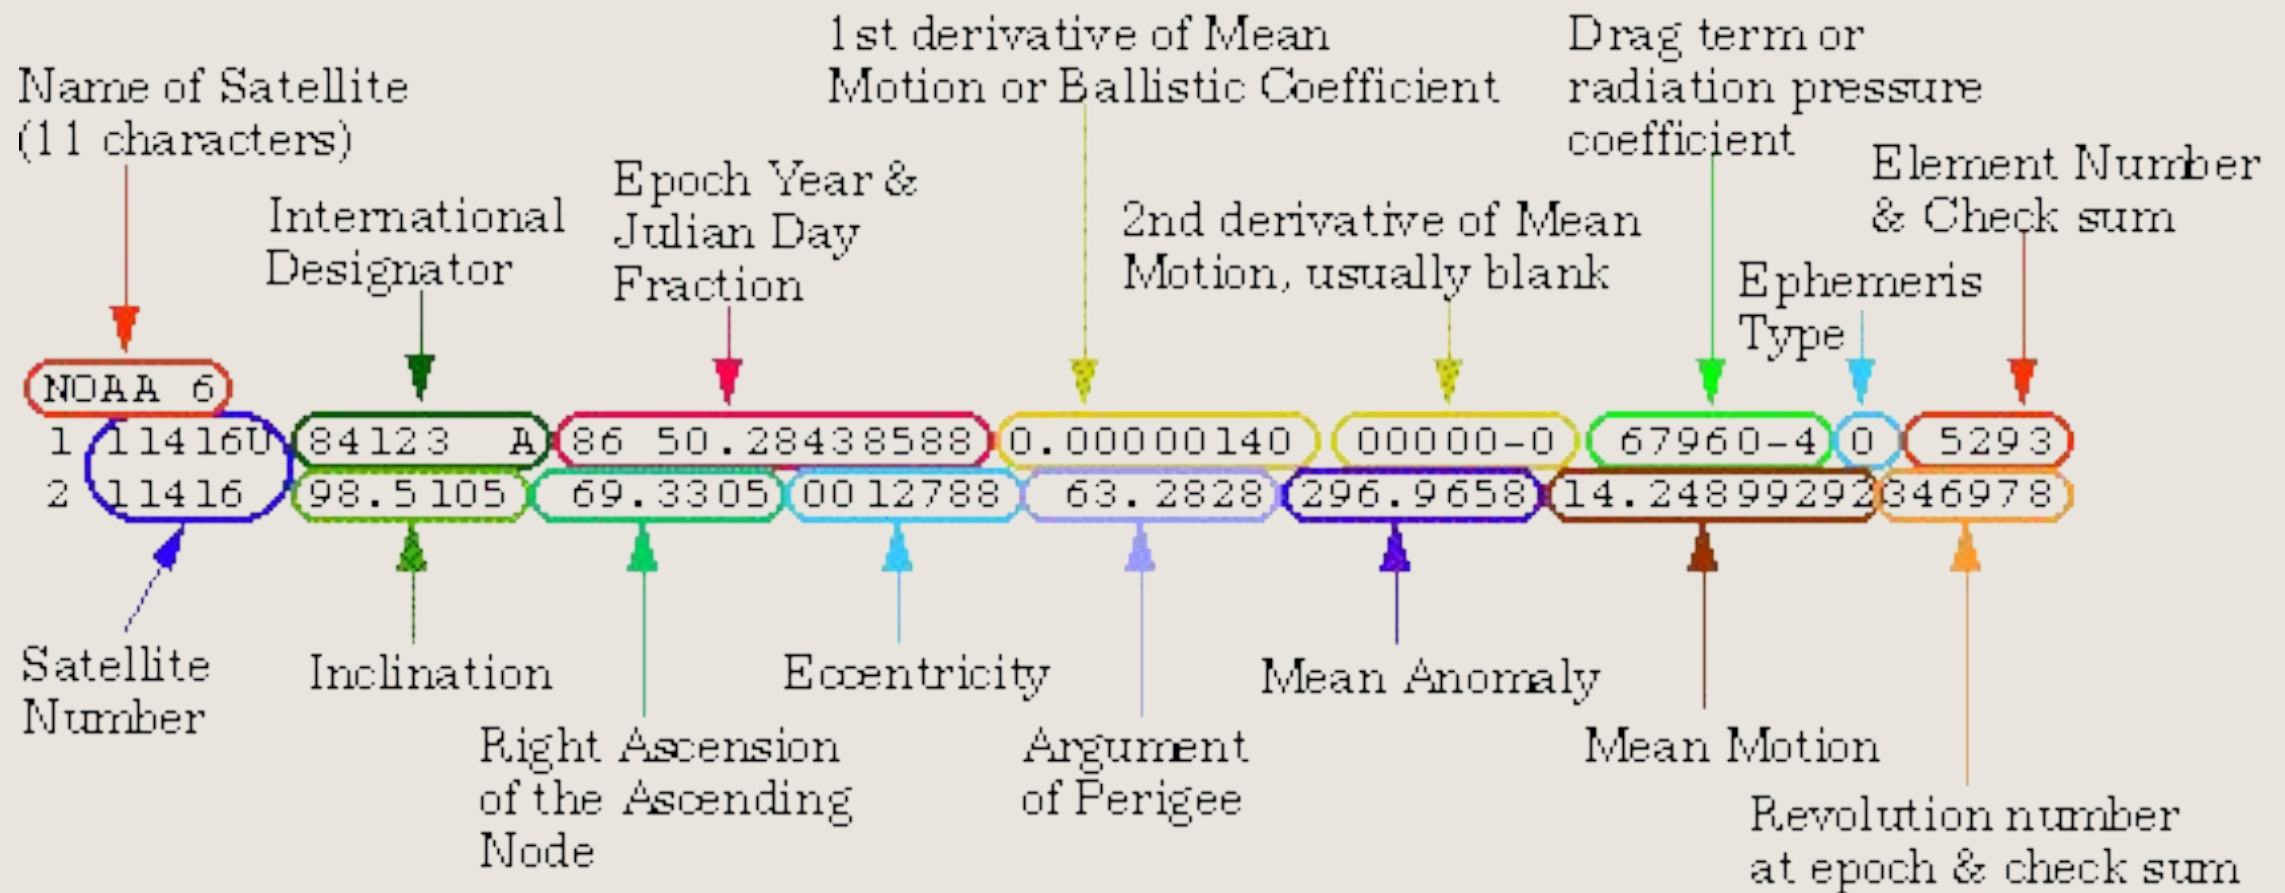 1st derivative of Mean
Motion or Ballistic Coefficient
Drag term or
radiation pressure
coefficient
Name of Satellite
(11 characters)
International
Designator
Epoch Year &
Julian Day
Fraction
2nd derivative of Mean
Motion, usually blank
Element Number
& Check sum
Ephemeris
Type
NOAA 6
1 11416U 84123 A 86 50.28438588 0.00000140 00000-0 67960-4 0 5293
2 11416 98.5105 69.3305 0012788 63.2828 296.9658 14.24899292 346978
Satellite
Number
Inclination
Right Ascension
of the Ascending
Node
Eccentricity
Argument
of Perigee
Mean Anomaly
Mean Motion
Revolution number
at epoch & check sum